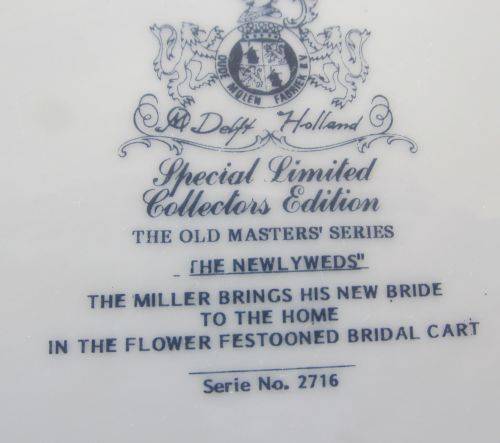 OUDE MOLEN FABRIEK B.V.
M Delft Holland
Special Limited
Collectors Edition
THE OLD MASTERS' SERIES
THE NEWLYWEDS"
THE MILLER BRINGS HIS NEW BRIDE
TO THE HOME
IN THE FLOWER FESTOONED BRIDAL CART
Serie No. 2716